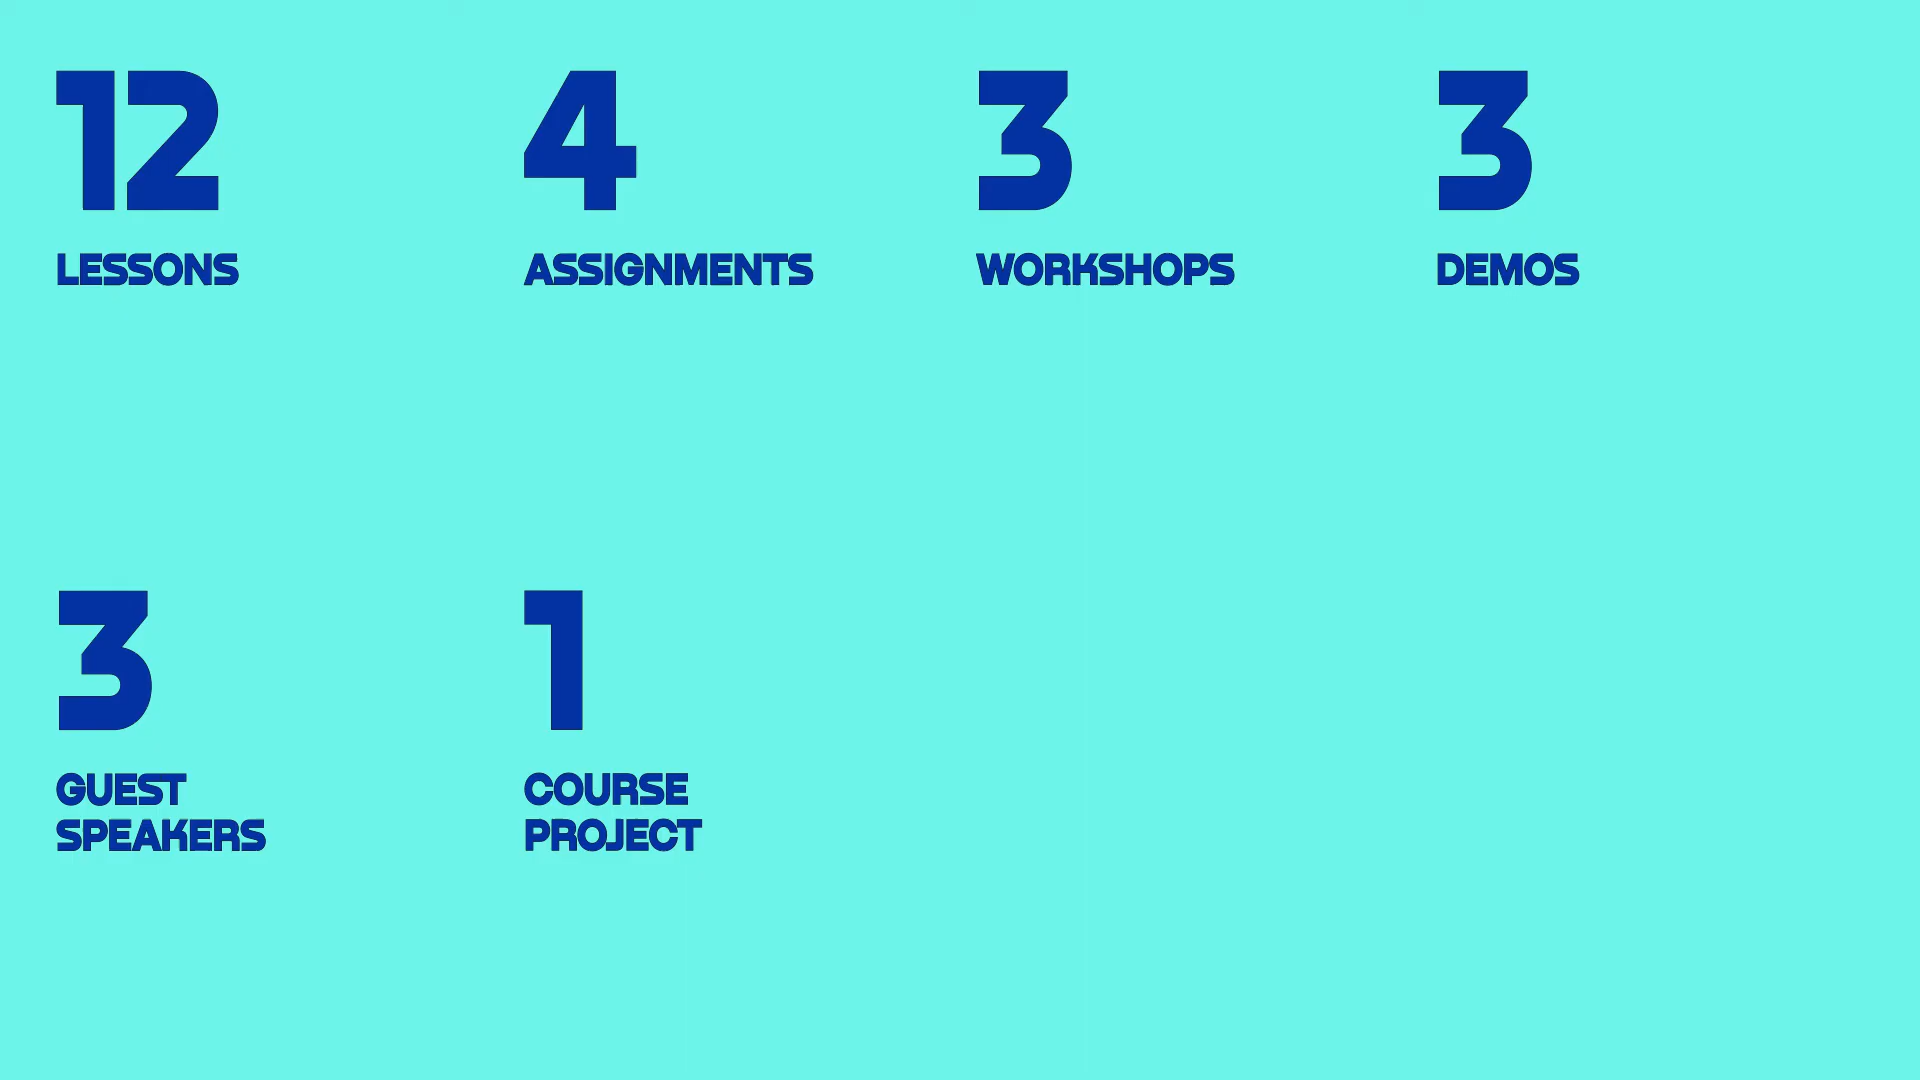 12
LESSONS
4
ASSIGNMENTS
3
WORKSHOPS
3
DEMOS
3
GUEST
SPEAKERS
1
COURSE
PROJECT